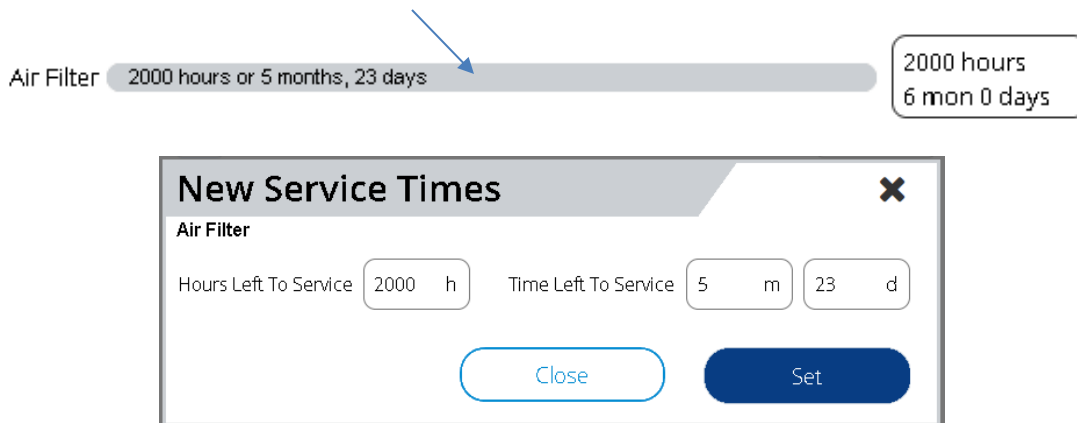 Air Filter 2000 hours or 5 months, 23 days
2000 hours
6 mon 0 days
New Service Times
Air Filter
Hours Left To Service 2000 h Time Left To Service 5 m 23 d
Close Set